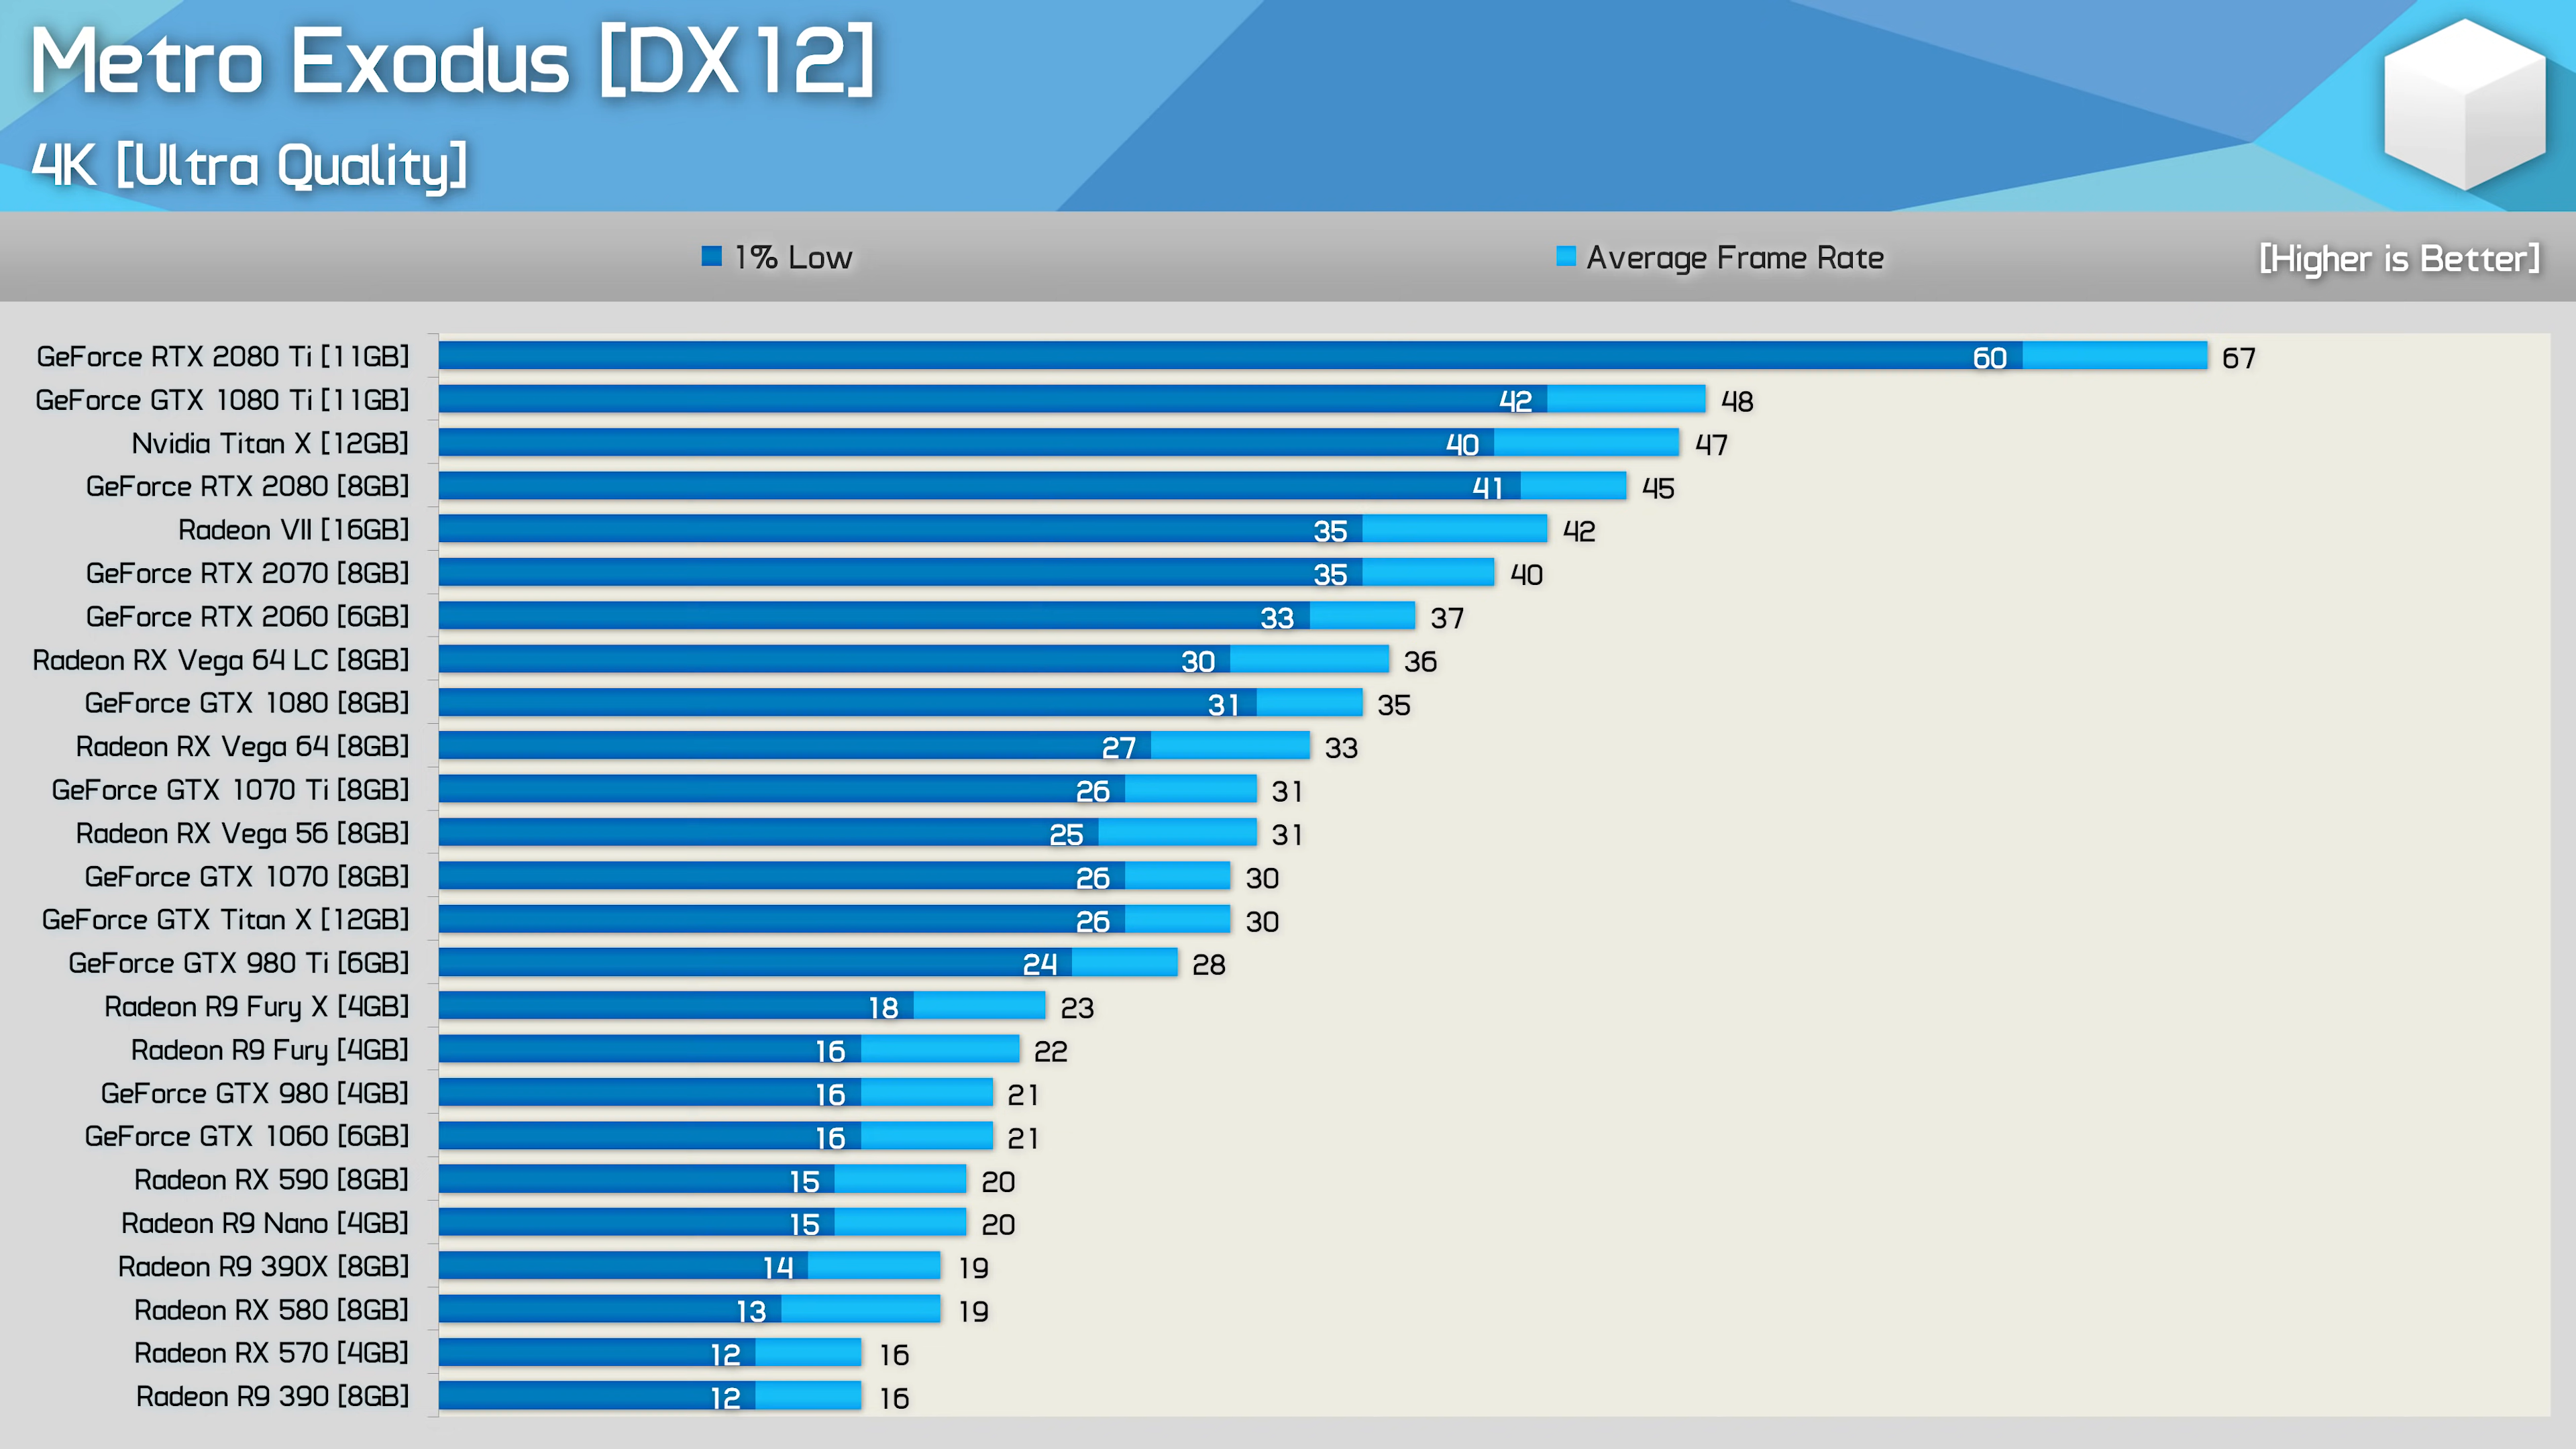 Metro Exodus [DX12]
4K [Ultra Quality]
1% Low Average Frame Rate [Higher is Better]
GeForce RTX 2080 Ti [11GB] 60 67
GeForce GTX 1080 Ti [11GB] 42 48
Nvidia Titan X [12GB] 40 47
GeForce RTX 2080 [8GB] 41 45
Radeon VII [16GB] 35 42
GeForce RTX 2070 [8GB] 35 40
GeForce RTX 2060 [6GB] 33 37
Radeon RX Vega 64 LC [8GB] 30 36
GeForce GTX 1080 [8GB] 31 35
Radeon RX Vega 64 [8GB] 27 33
GeForce GTX 1070 Ti [8GB] 26 31
Radeon RX Vega 56 [8GB] 25 31
GeForce GTX 1070 [8GB] 26 30
GeForce GTX Titan X [12GB] 26 30
GeForce GTX 980 Ti [6GB] 24 28
Radeon R9 Fury X [4GB] 18 23
Radeon R9 Fury [4GB] 16 22
GeForce GTX 980 [4GB] 16 21
GeForce GTX 1060 [6GB] 16 21
Radeon RX 590 [8GB] 15 20
Radeon R9 Nano [4GB] 15 20
Radeon R9 390X [8GB] 14 19
Radeon RX 580 [8GB] 13 19
Radeon RX 570 [4GB] 12 16
Radeon R9 390 [8GB] 12 16